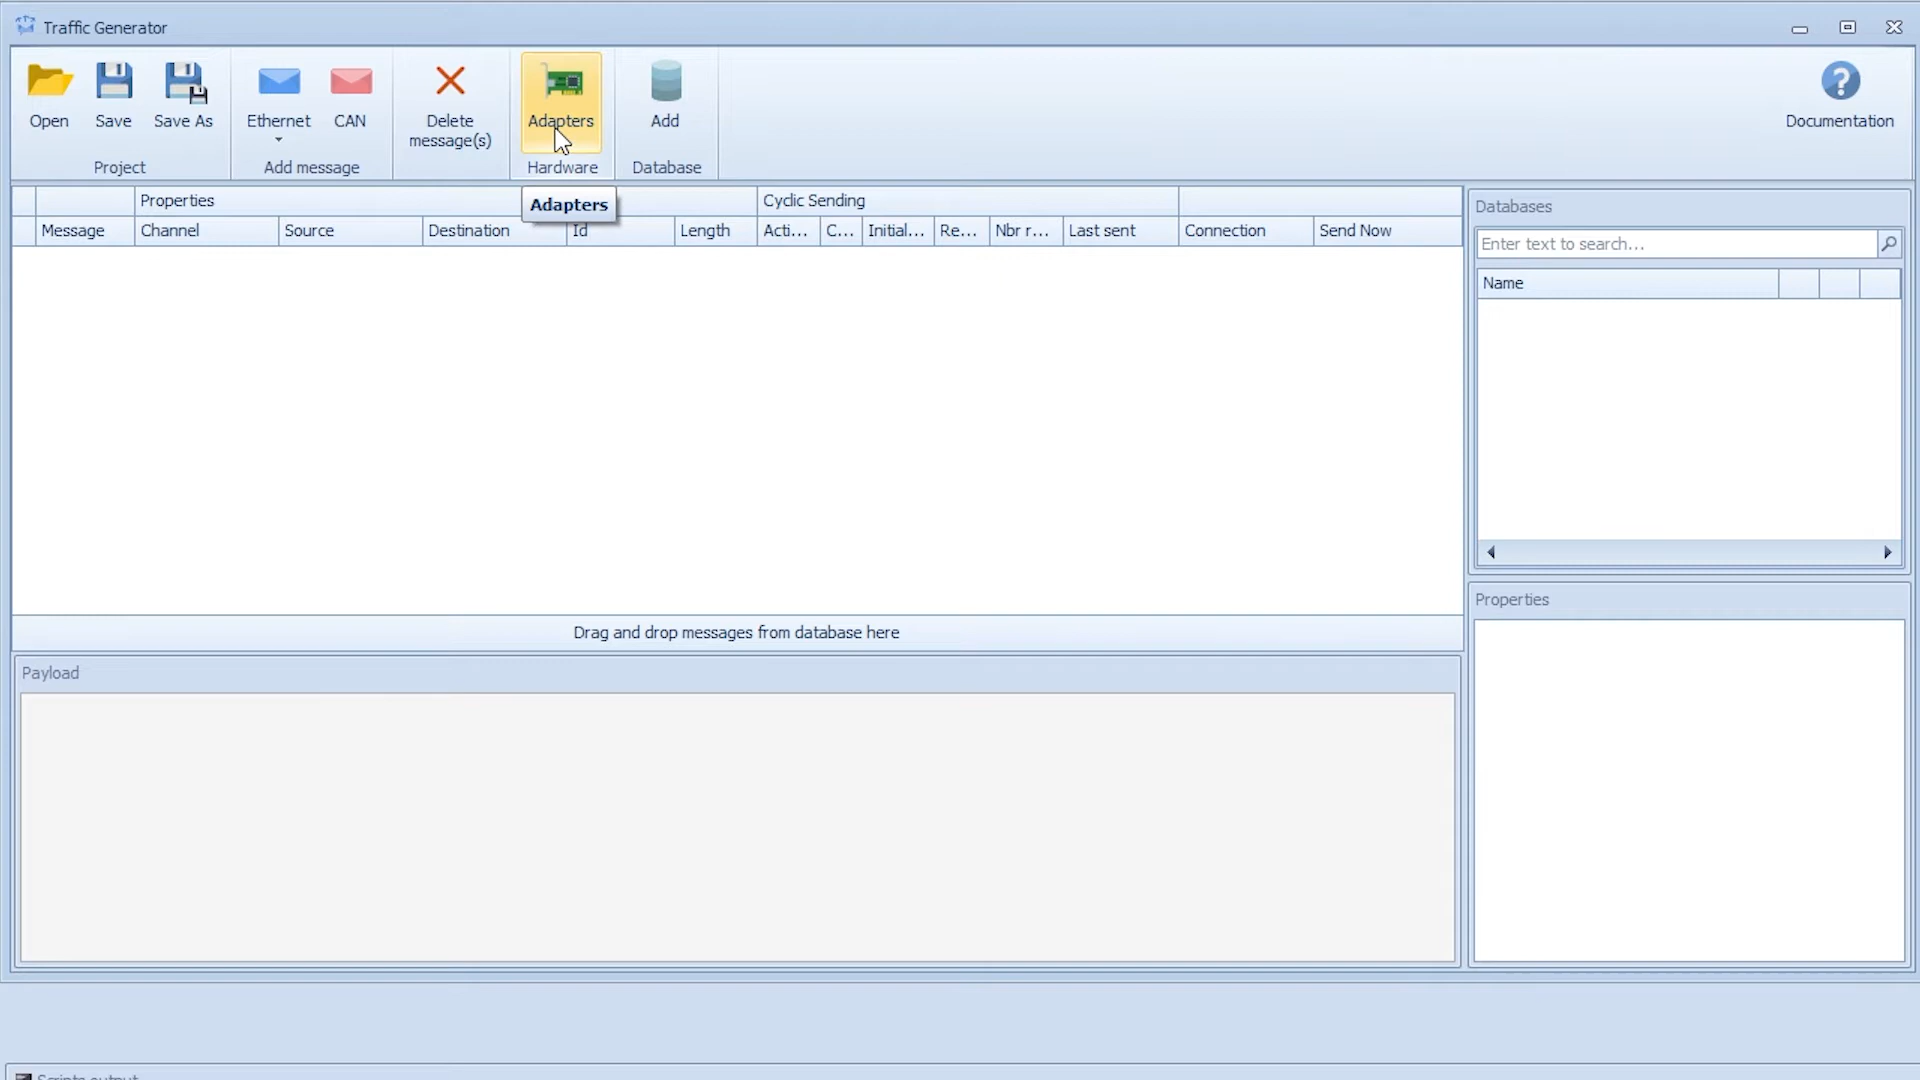 Traffic Generator
Open Save Save As Ethernet CAN Delete message(s) Adapters Add Documentation
Project Add message Hardware Database
Adapters
Properties Cyclic Sending
Message Channel Source Destination Id Length Acti... C... Initial... Re... Nbr r... Last sent Connection Send Now
Databases
Enter text to search...
Name
Drag and drop messages from database here
Payload
Properties
Scripts output